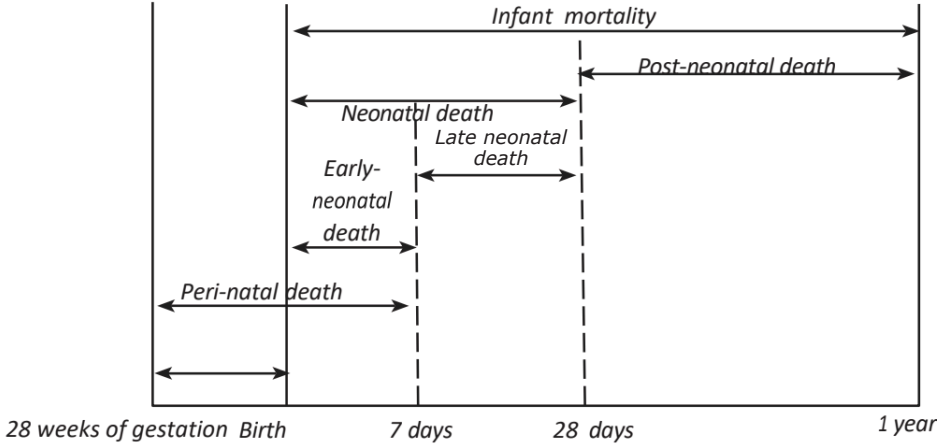 Infant mortality
Post-neonatal death
Neonatal death
Late neonatal
death
Early-
neonatal
death
Peri-natal death
28 weeks of gestation Birth 7 days 28 days 1 year